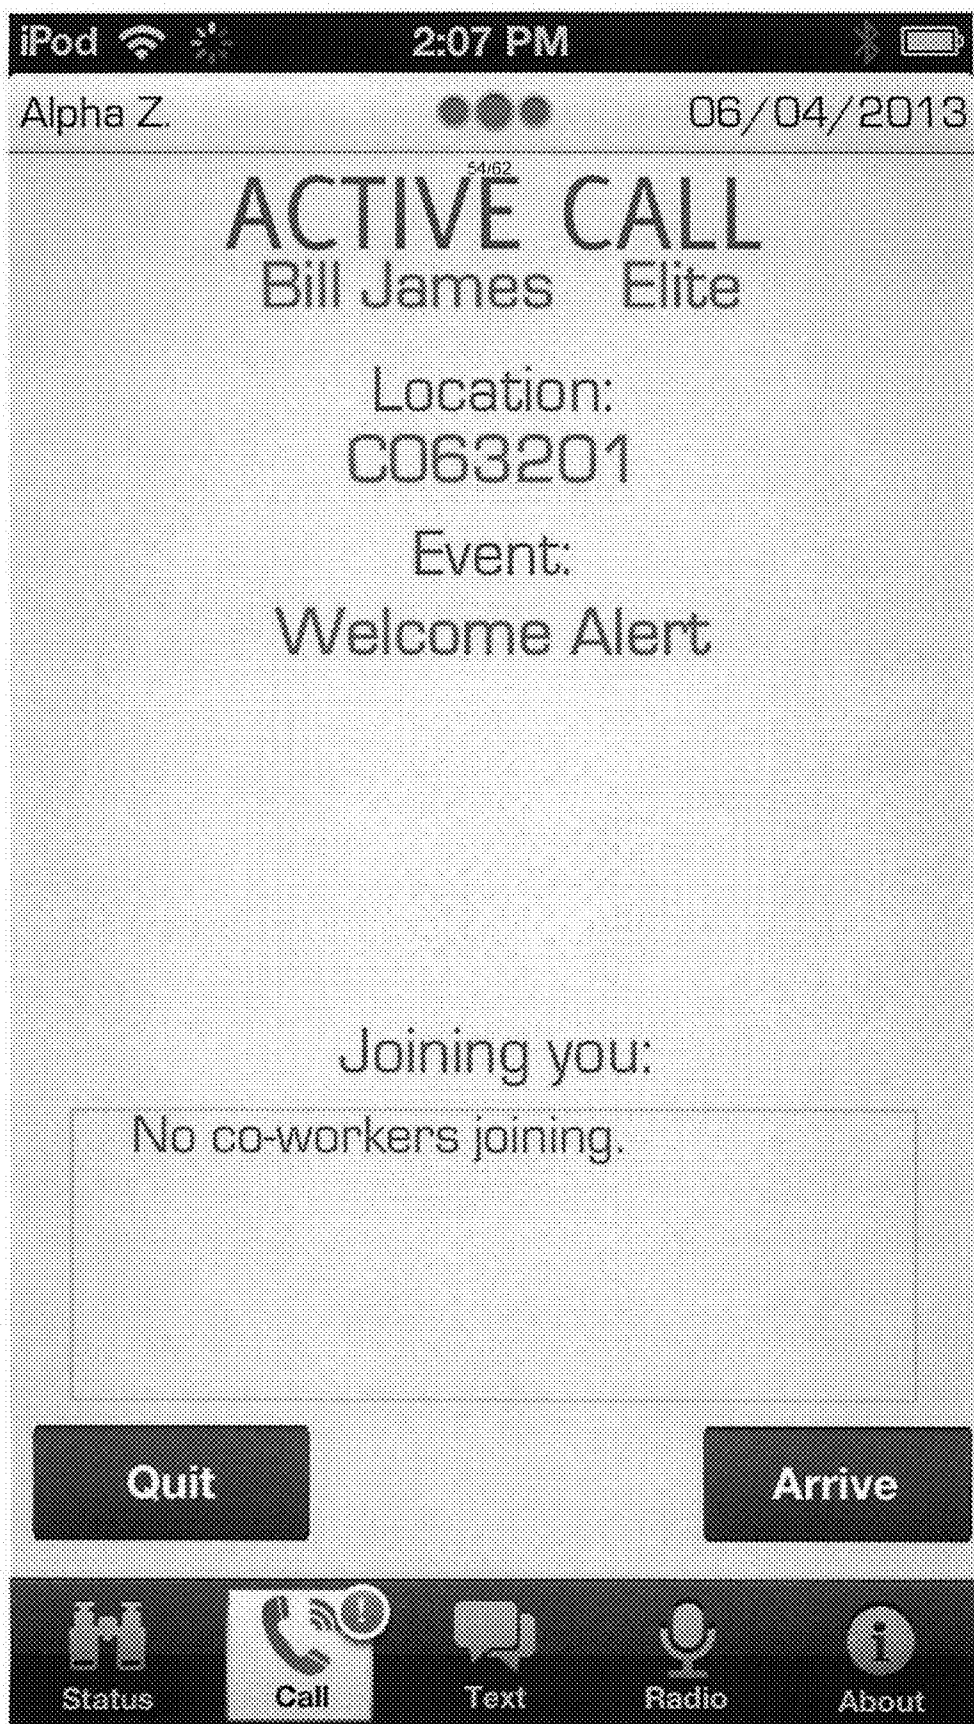 iPod 2:07 PM
Alpha Z. 06/04/2013
54/62
ACTIVE CALL
Bill James Elite
Location:
C063201
Event:
Welcome Alert
Joining you:
No co-workers joining.
Quit Arrive
Status Call Text Radio About